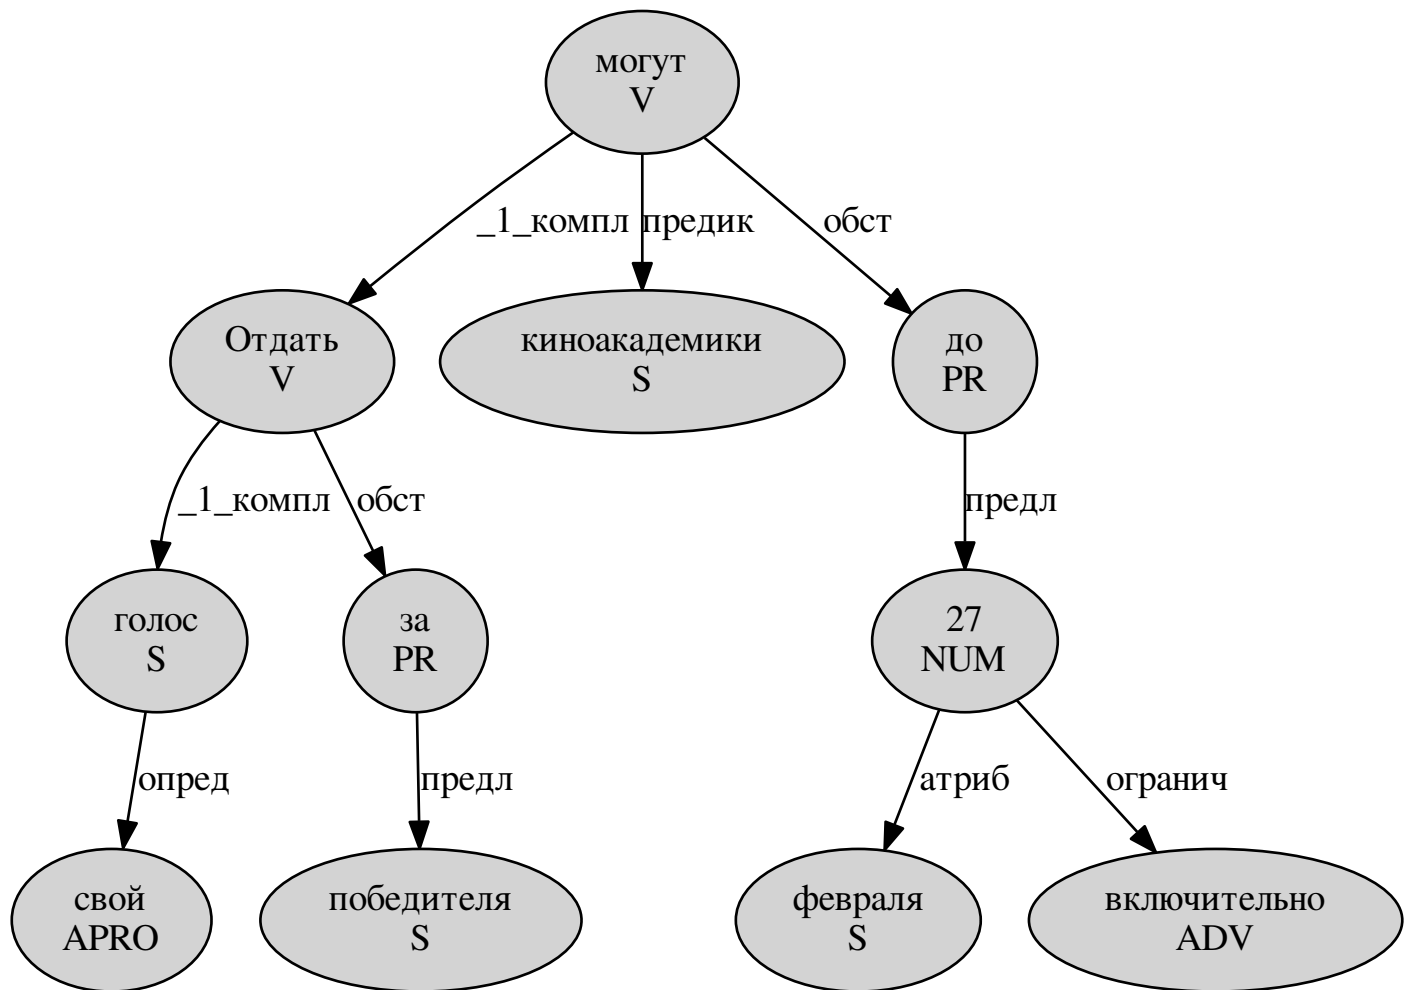 могут
V
_1_компл
предик
обст
Отдать
V
киноакадемики
S
до
PR
_1_компл
обст
предл
голос
S
за
PR
27
NUM
опред
предл
атриб
огранич
свой
APRO
победителя
S
февраля
S
включительно
ADV